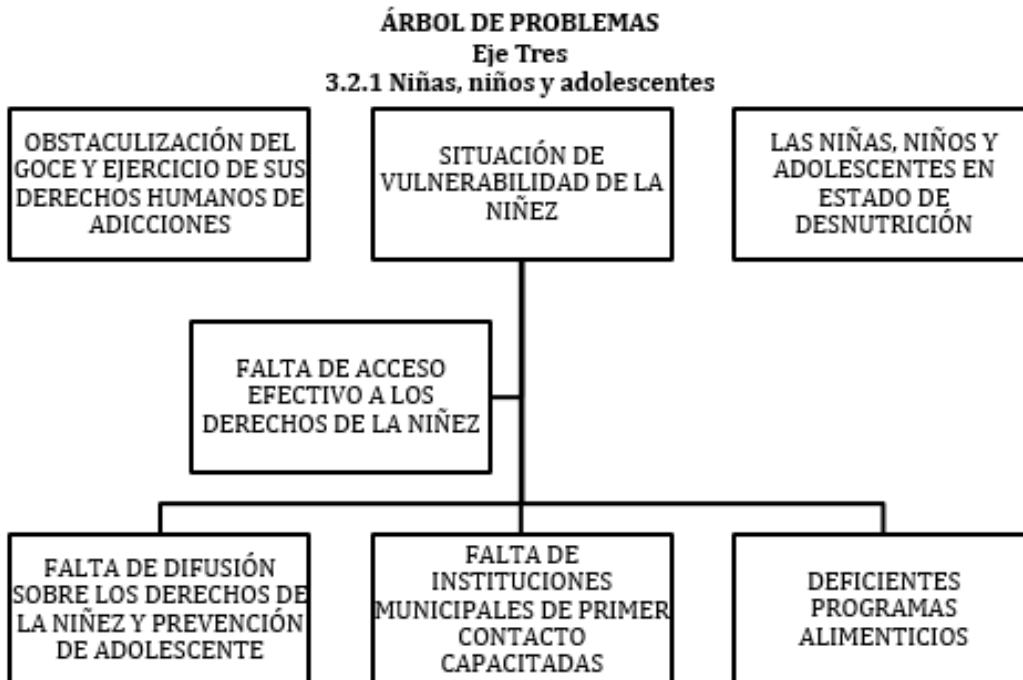 ÁRBOL DE PROBLEMAS
Eje Tres
3.2.1 Niñas, niños y adolescentes
OBSTACULIZACIÓN DEL
GOCE Y EJERCICIO DE SUS
DERECHOS HUMANOS DE
ADICCIONES
SITUACIÓN DE
VULNERABILIDAD DE LA
NIÑEZ
LAS NIÑAS, NIÑOS Y
ADOLESCENTES EN
ESTADO DE
DESNUTRICIÓN
FALTA DE ACCESO
EFECTIVO A LOS
DERECHOS DE LA NIÑEZ
FALTA DE DIFUSIÓN
SOBRE LOS DERECHOS DE
LA NIÑEZ Y PREVENCIÓN
DE ADOLESCENTE
FALTA DE
INSTITUCIONES
MUNICIPALES DE PRIMER
CONTACTO
CAPACITADAS
DEFICIENTES
PROGRAMAS
ALIMENTICIOS